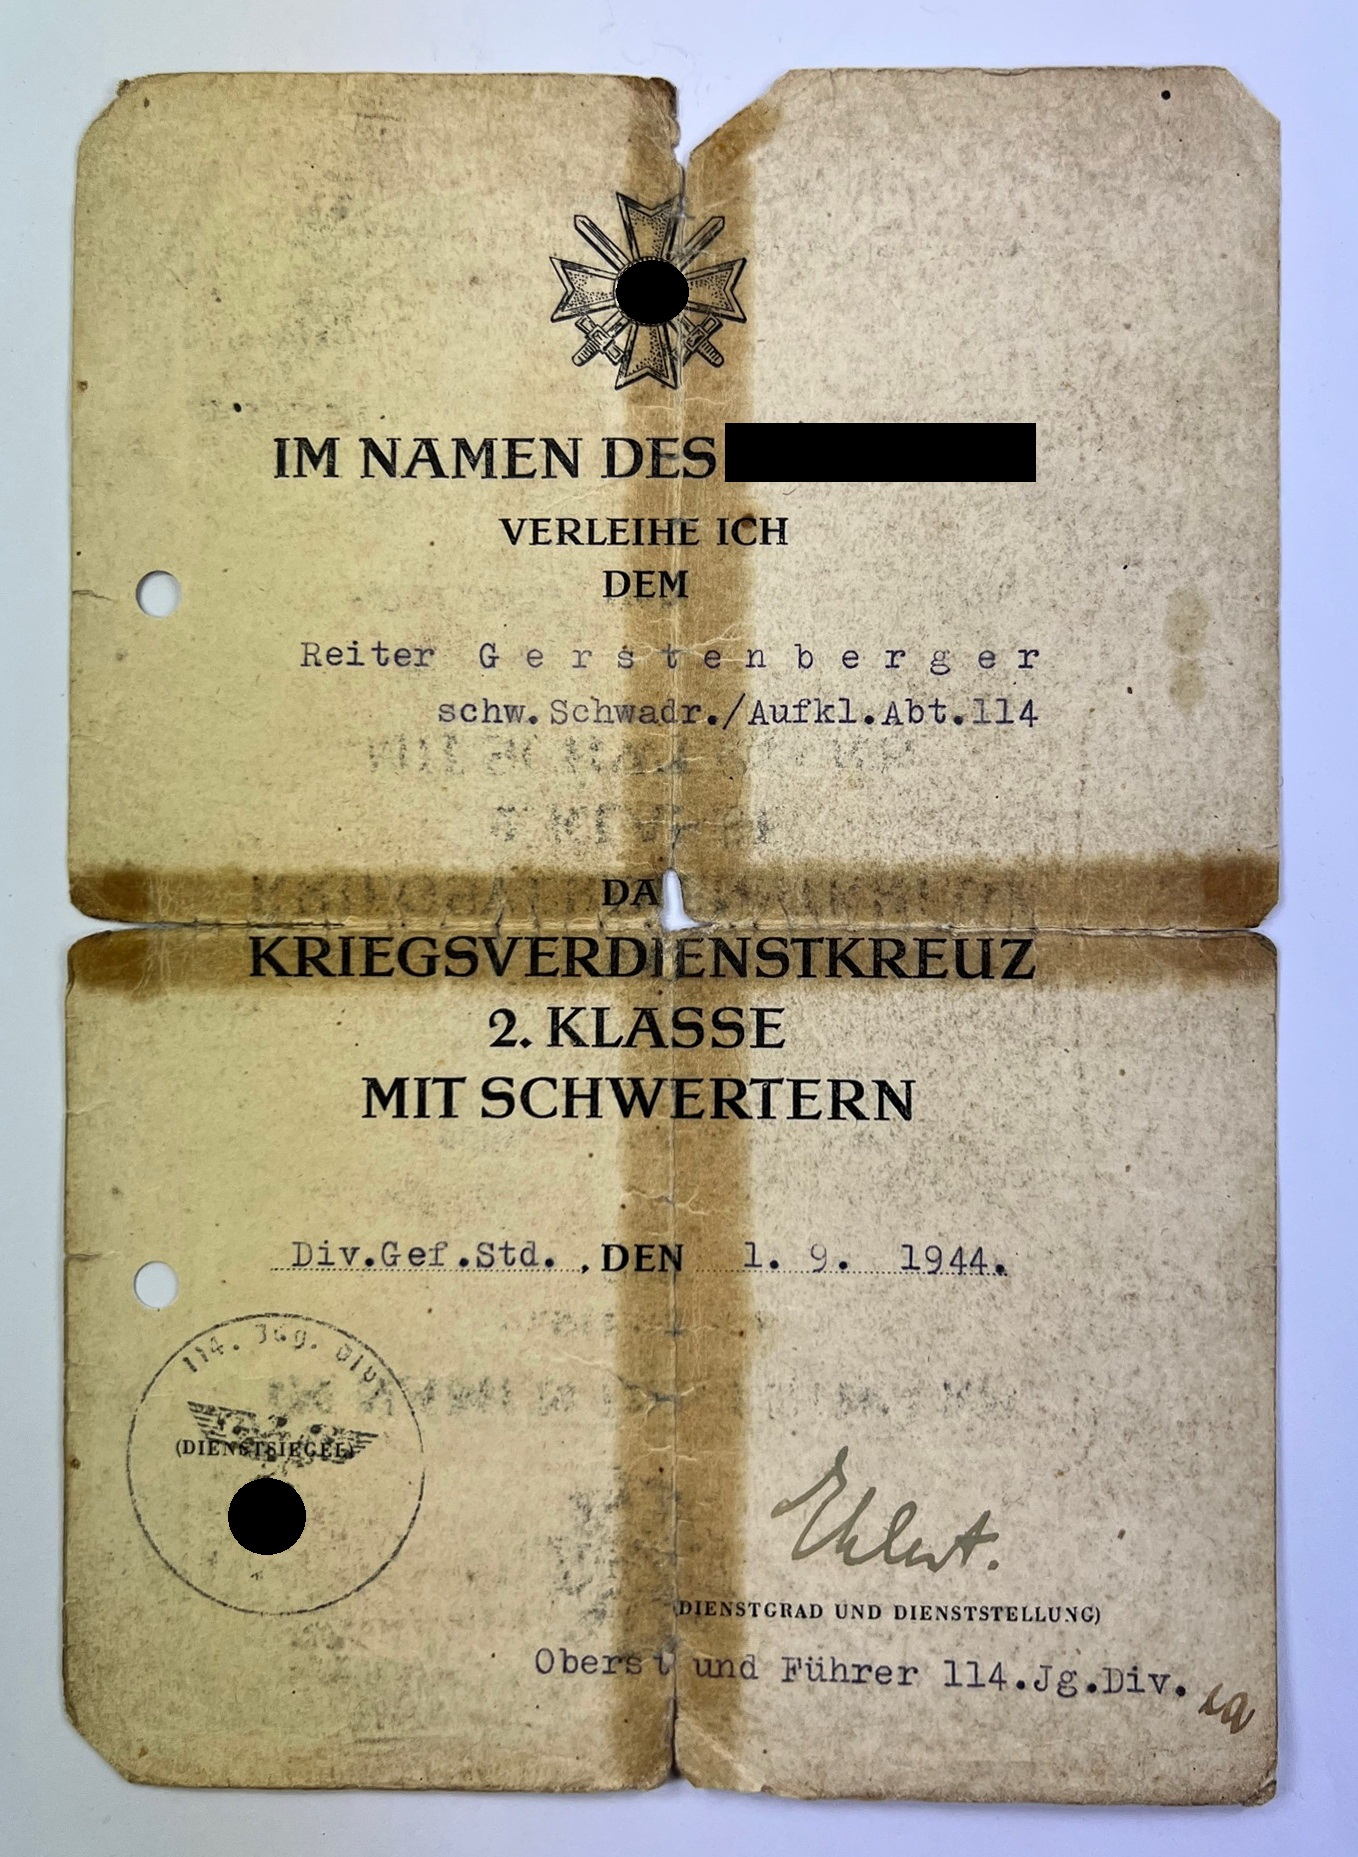 IM NAMEN DES
VERLEIHE ICH
DEM
Reiter Gerstenberger
schw.Schwadr./Aufkl.Abt.114
DA
KRIEGSVERDIENSTKREUZ
2. KLASSE
MIT SCHWERTERN
Div.Gef.Std. , DEN 1. 9. 1944.
114. Jäg. Div
(DIENSTSIEGEL)
Ehlert.
(DIENSTGRAD UND DIENSTSTELLUNG)
Oberst und Führer 114.Jg.Div.